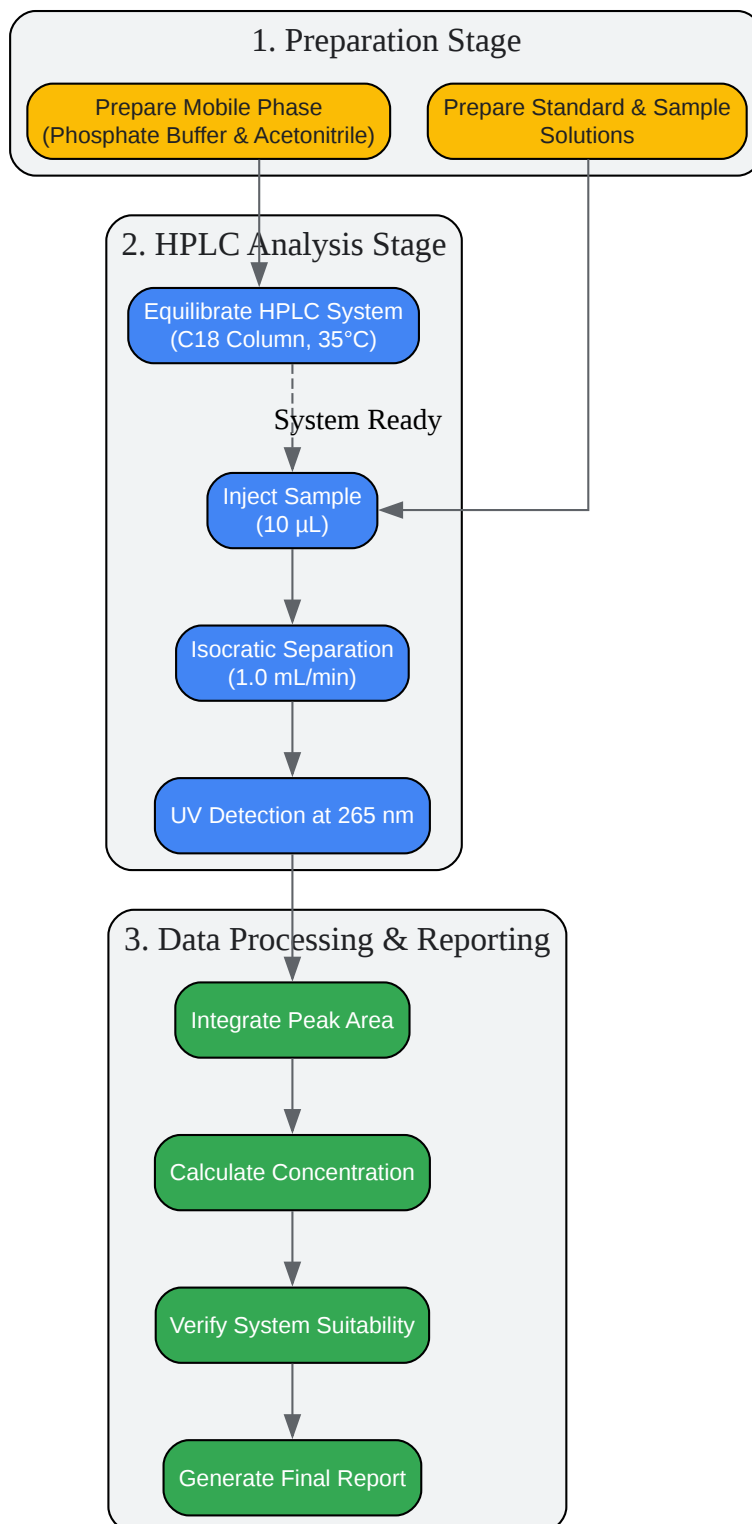 1. Preparation Stage
Prepare Mobile Phase
(Phosphate Buffer & Acetonitrile)
Prepare Standard & Sample
Solutions
2. HPLC Analysis Stage
Equilibrate HPLC System
(C18 Column, 35°C)
System Ready
Inject Sample
(10 µL)
Isocratic Separation
(1.0 mL/min)
UV Detection at 265 nm
3. Data Processing & Reporting
Integrate Peak Area
Calculate Concentration
Verify System Suitability
Generate Final Report